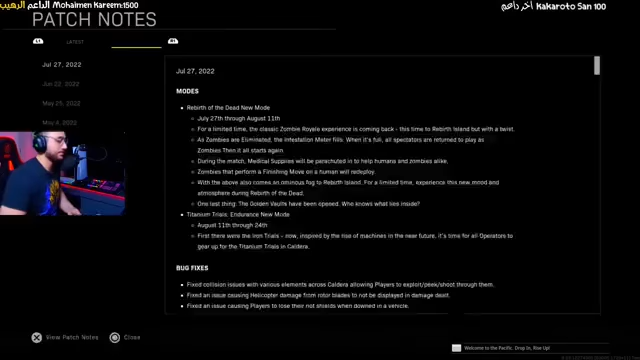 الداعم الرهيب Mohaimen Kareem:1500
آخر داعم Kakaroto San 100
PATCH NOTES
L1
LATEST
R1
Jul 27, 2022
Jun 22, 2022
May 25, 2022
May 4, 2022
Jul 27, 2022
MODES
Rebirth of the Dead New Mode
July 27th through August 11th
For a limited time, the classic Zombie Royale experience is coming back - this time to Rebirth Island but with a twist.
As Zombies are Eliminated, the Infestation Meter fills. When it's full, all spectators are returned to play as
Zombies Then it all starts again.
During the match, Medical Supplies will be parachuted in to help humans and zombies alike.
Zombies that perform a Finishing Move on a human will redeploy.
With the above also comes an ominous fog to Rebirth Island. For a limited time, experience this new mood and
atmosphere during Rebirth of the Dead.
One last thing: The Golden Vaults have been opened. Who knows what lies inside?
Titanium Trials: Endurance New Mode
August 11th through 24th
First there were the Iron Trials - now, inspired by the rise of machines in the near future, it's time for all Operators to
gear up for the Titanium Trials in Caldera.
BUG FIXES
Fixed collision issues with various elements across Caldera allowing Players to exploit/peek/shoot through them.
Fixed an issue causing Helicopter damage from rotor blades to not be displayed in damage dealt.
Fixed an issue causing Players to lose their riot shields when downed in a vehicle.
View Patch Notes
Close
Welcome to the Pacific. Drop In, Rise Up!